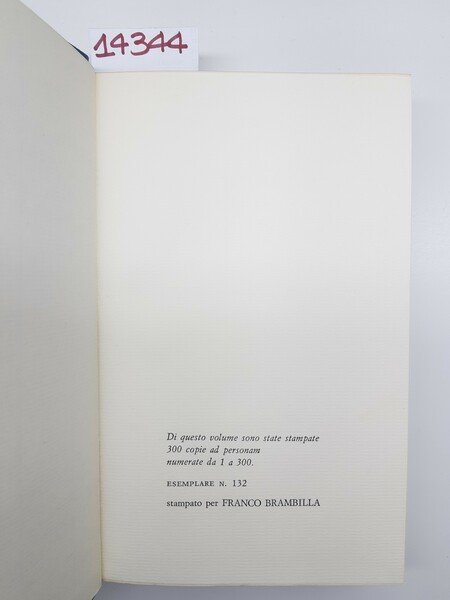 14344
Di questo volume sono state stampate
300 copie ad personam
numerate da 1 a 300.
ESEMPLARE N. 132
stampato per FRANCO BRAMBILLA